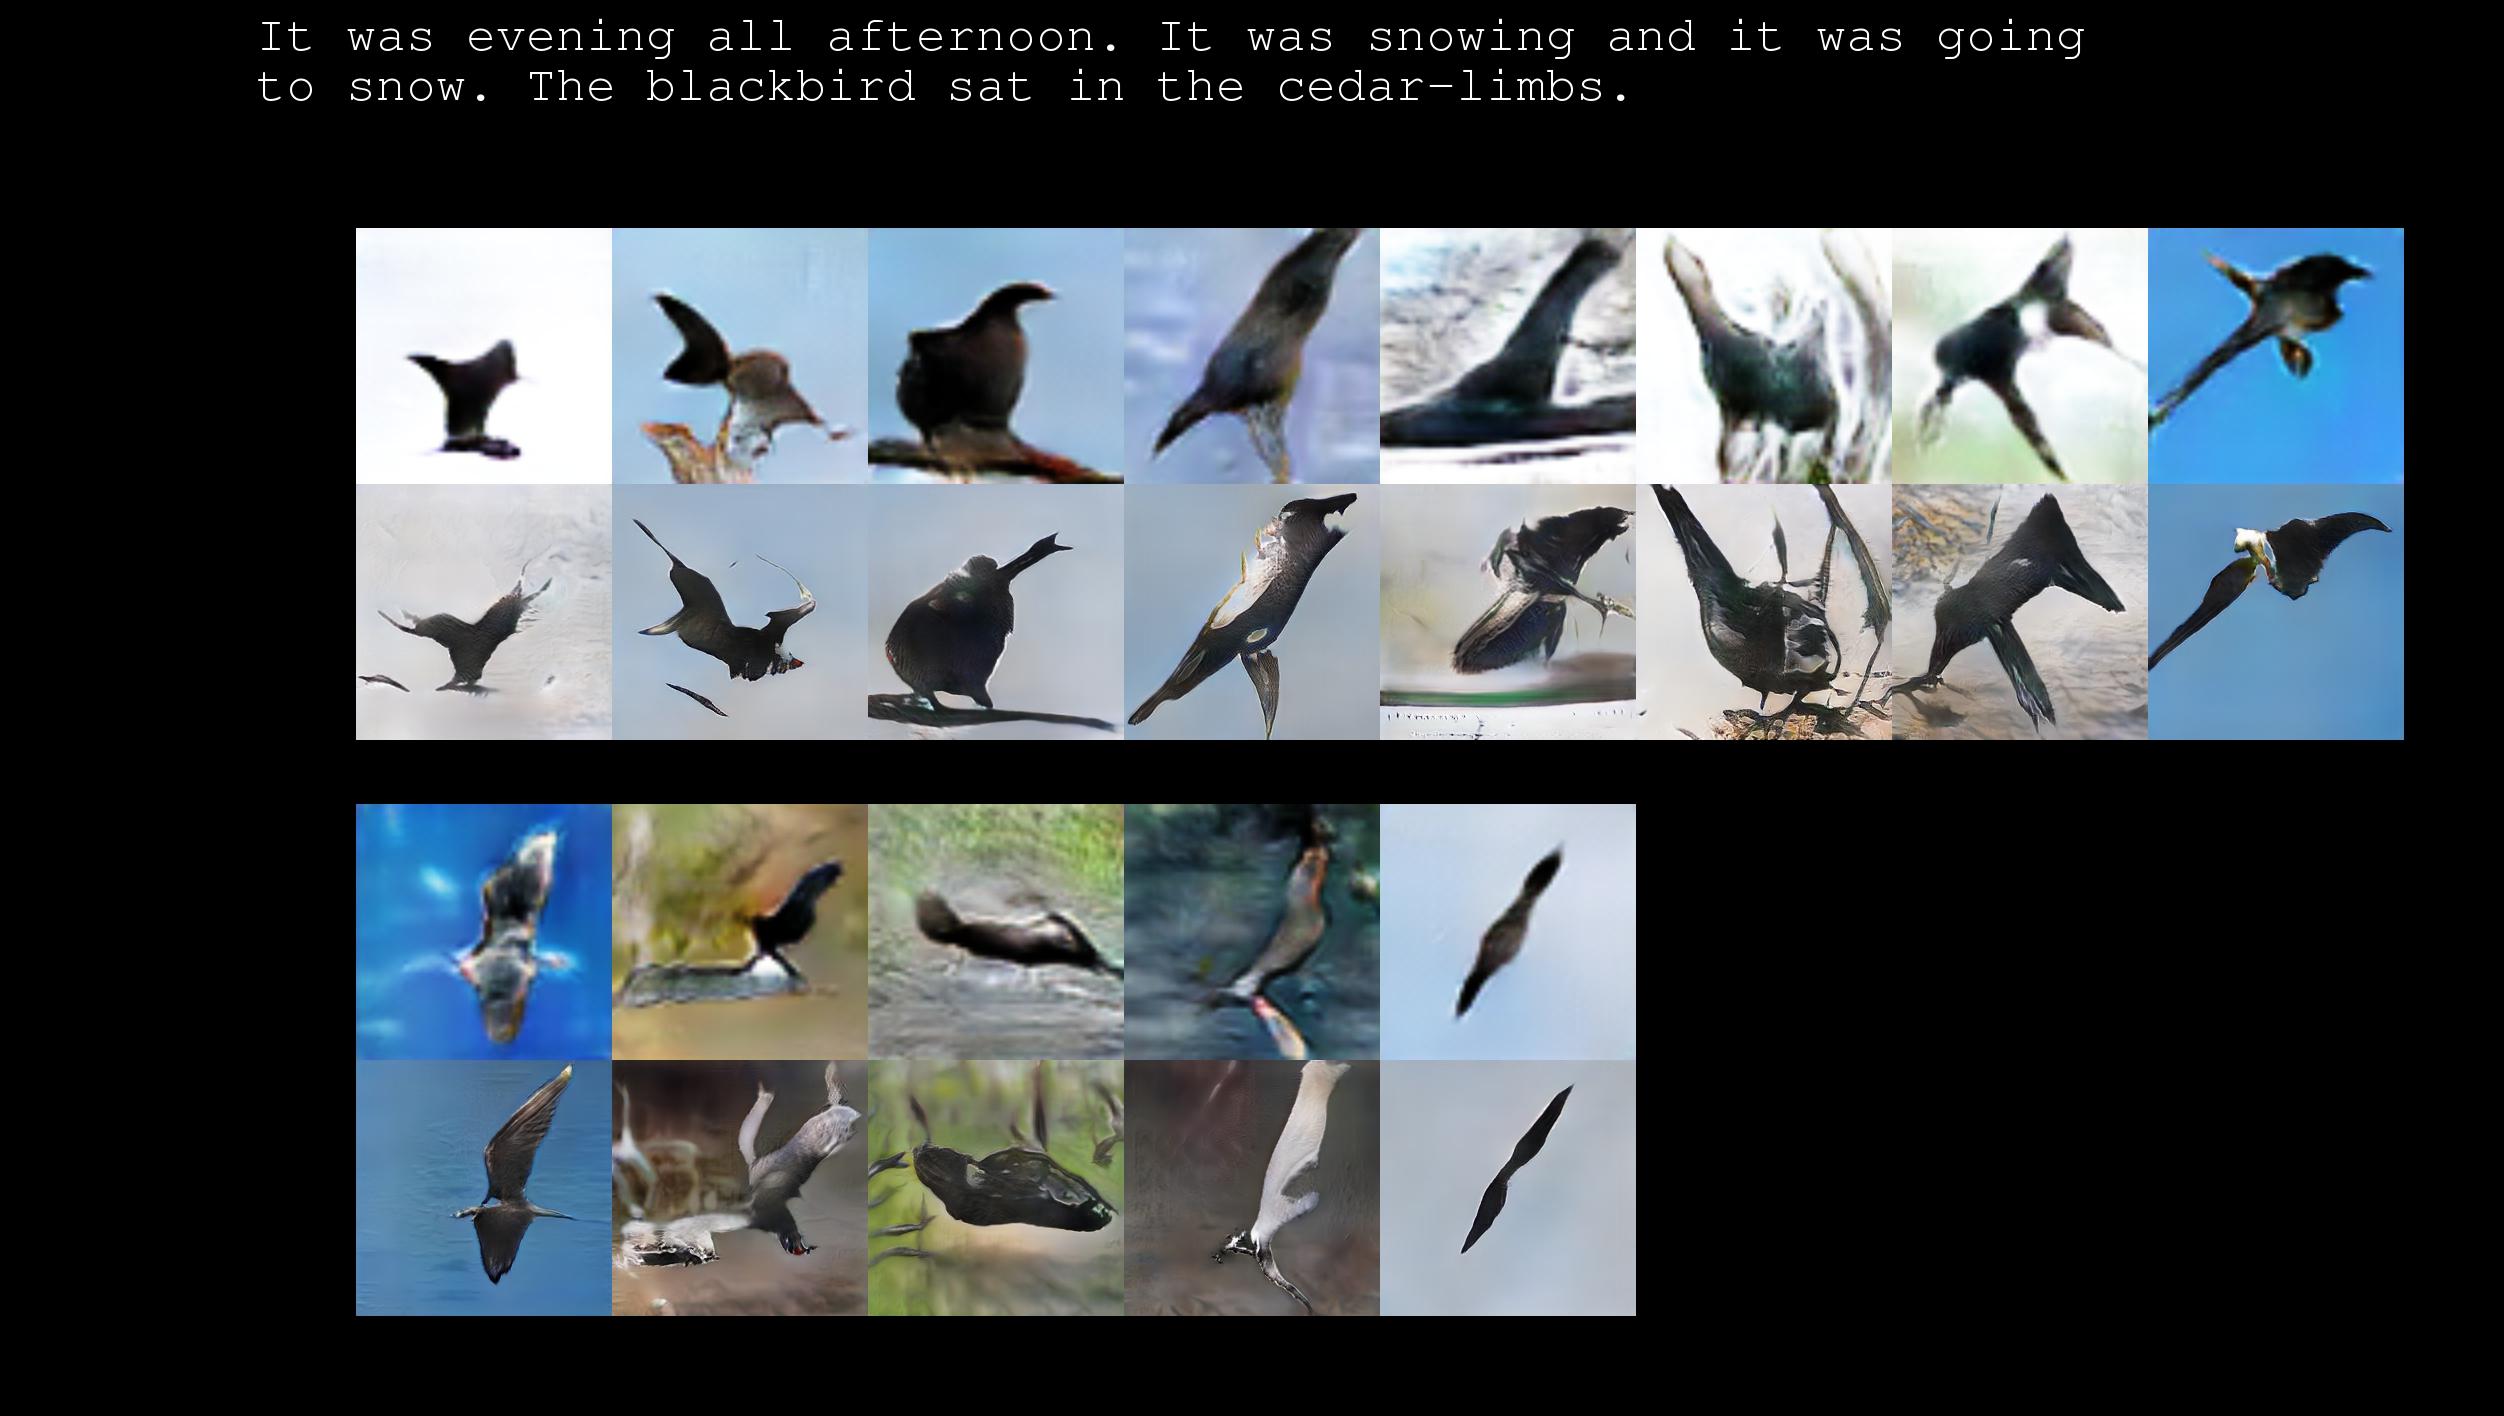 It was evening all afternoon. It was snowing and it was going
to snow. The blackbird sat in the cedar-limbs.